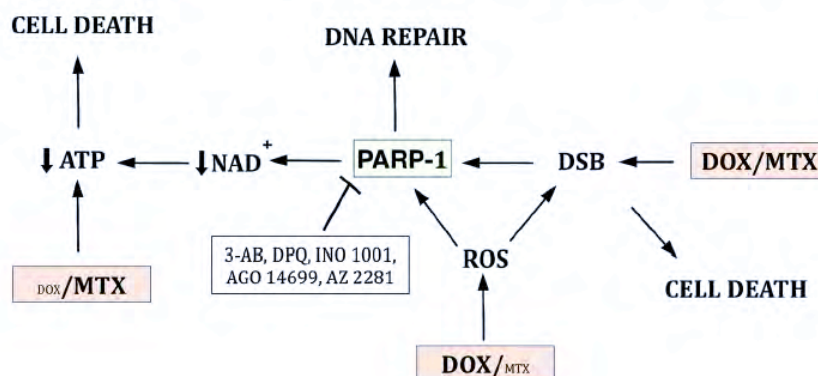 CELL DEATH
DNA REPAIR
⬇ATP
⬇NAD+
PARP-1
DSB
DOX/MTX
3-AB, DPQ, INO 1001,
AGO 14699, AZ 2281
ROS
DOX/MTX
CELL DEATH
DOX/MTX